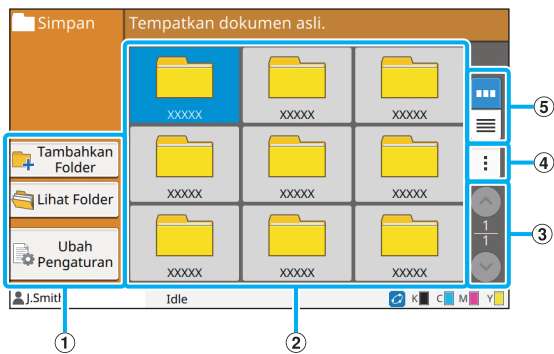 Simpan
Tempatkan dokumen asli.
Tambahkan
Folder
Lihat Folder
Ubah
Pengaturan
XXXXX XXXXX XXXXX
XXXXX XXXXX XXXXX
XXXXX XXXXX XXXXX
1
1
J.Smith
Idle
K C M Y
5
4
3
1
2